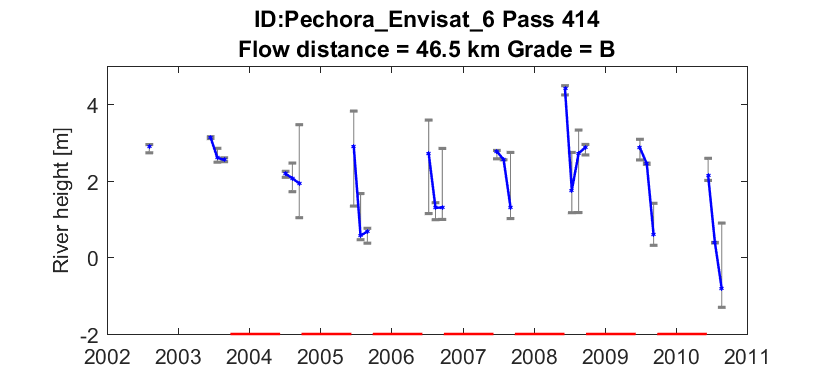 ID:Pechora_Envisat_6 Pass 414
Flow distance = 46.5 km Grade = B
River height [m]
4
2
0
-2
2002 2003 2004 2005 2006 2007 2008 2009 2010 2011